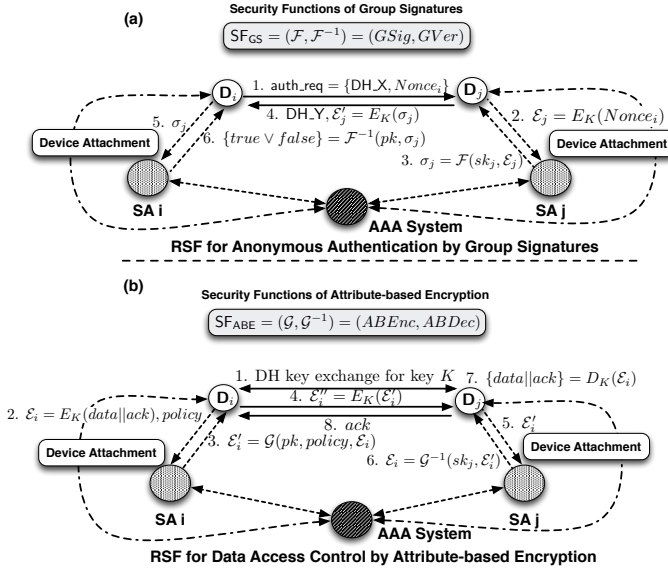 (a)
Security Functions of Group Signatures
SF_GS = (ℱ, ℱ⁻¹) = (GSig, GVer)
1. auth_req = {DH_X, Nonce_i}
D_i
D_j
4. DH_Y, ℰ′_j = E_K(σ_j)
5. σ_j
2. ℰ_j = E_K(Nonce_i)
6. {true ∨ false} = ℱ⁻¹(pk, σ_j)
Device Attachment
Device Attachment
3. σ_j = ℱ(sk_j, ℰ_j)
SA i
SA j
AAA System
RSF for Anonymous Authentication by Group Signatures
(b)
Security Functions of Attribute-based Encryption
SF_ABE = (𝒢, 𝒢⁻¹) = (ABEnc, ABDec)
1. DH key exchange for key K
7. {data||ack} = D_K(ℰ_i)
D_i
D_j
4. ℰ″_i = E_K(ℰ′_i)
2. ℰ_i = E_K(data||ack), policy
8. ack
5. ℰ′_i
3. ℰ′_i = 𝒢(pk, policy, ℰ_i)
Device Attachment
Device Attachment
6. ℰ_i = 𝒢⁻¹(sk_j, ℰ′_i)
SA i
SA j
AAA System
RSF for Data Access Control by Attribute-based Encryption